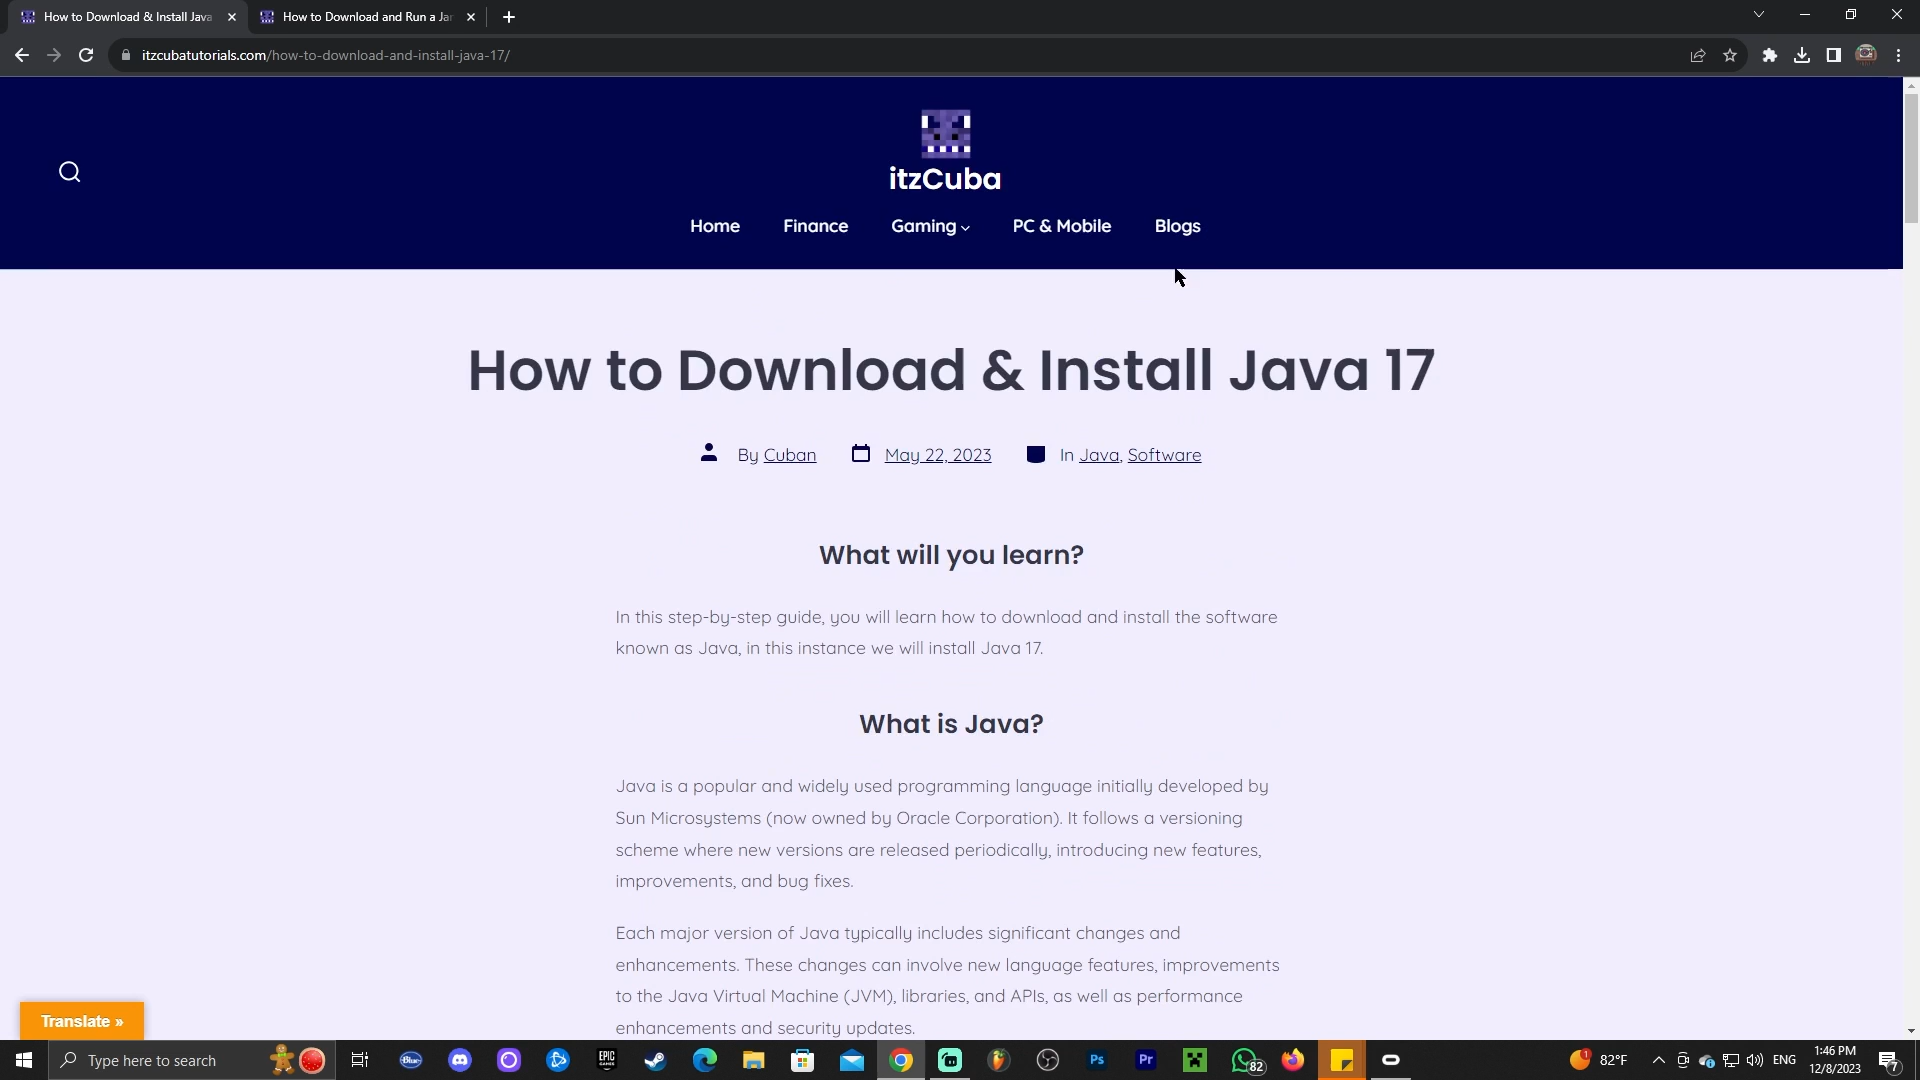 How to Download & Install Java
How to Download and Run a Jar
itzcubatutorials.com/how-to-download-and-install-java-17/
itzCuba
Home Finance Gaming PC & Mobile Blogs
How to Download & Install Java 17
By Cuban May 22, 2023 In Java, Software
What will you learn?
In this step-by-step guide, you will learn how to download and install the software
known as Java, in this instance we will install Java 17.
What is Java?
Java is a popular and widely used programming language initially developed by
Sun Microsystems (now owned by Oracle Corporation). It follows a versioning
scheme where new versions are released periodically, introducing new features,
improvements, and bug fixes.
Each major version of Java typically includes significant changes and
enhancements. These changes can involve new language features, improvements
to the Java Virtual Machine (JVM), libraries, and APIs, as well as performance
enhancements and security updates.
Translate »
Type here to search
Blue
EPIC
GAMES
Ps
Pr
82
1
82°F
ENG
1:46 PM
12/8/2023
7